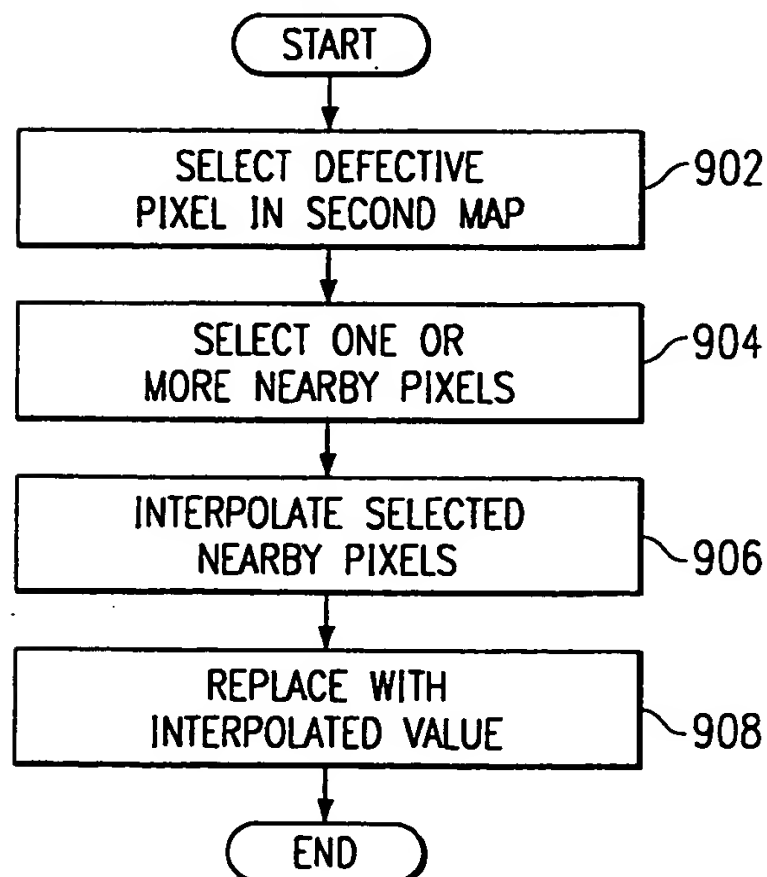 START
SELECT DEFECTIVE
PIXEL IN SECOND MAP
902
SELECT ONE OR
MORE NEARBY PIXELS
904
INTERPOLATE SELECTED
NEARBY PIXELS
906
REPLACE WITH
INTERPOLATED VALUE
908
END